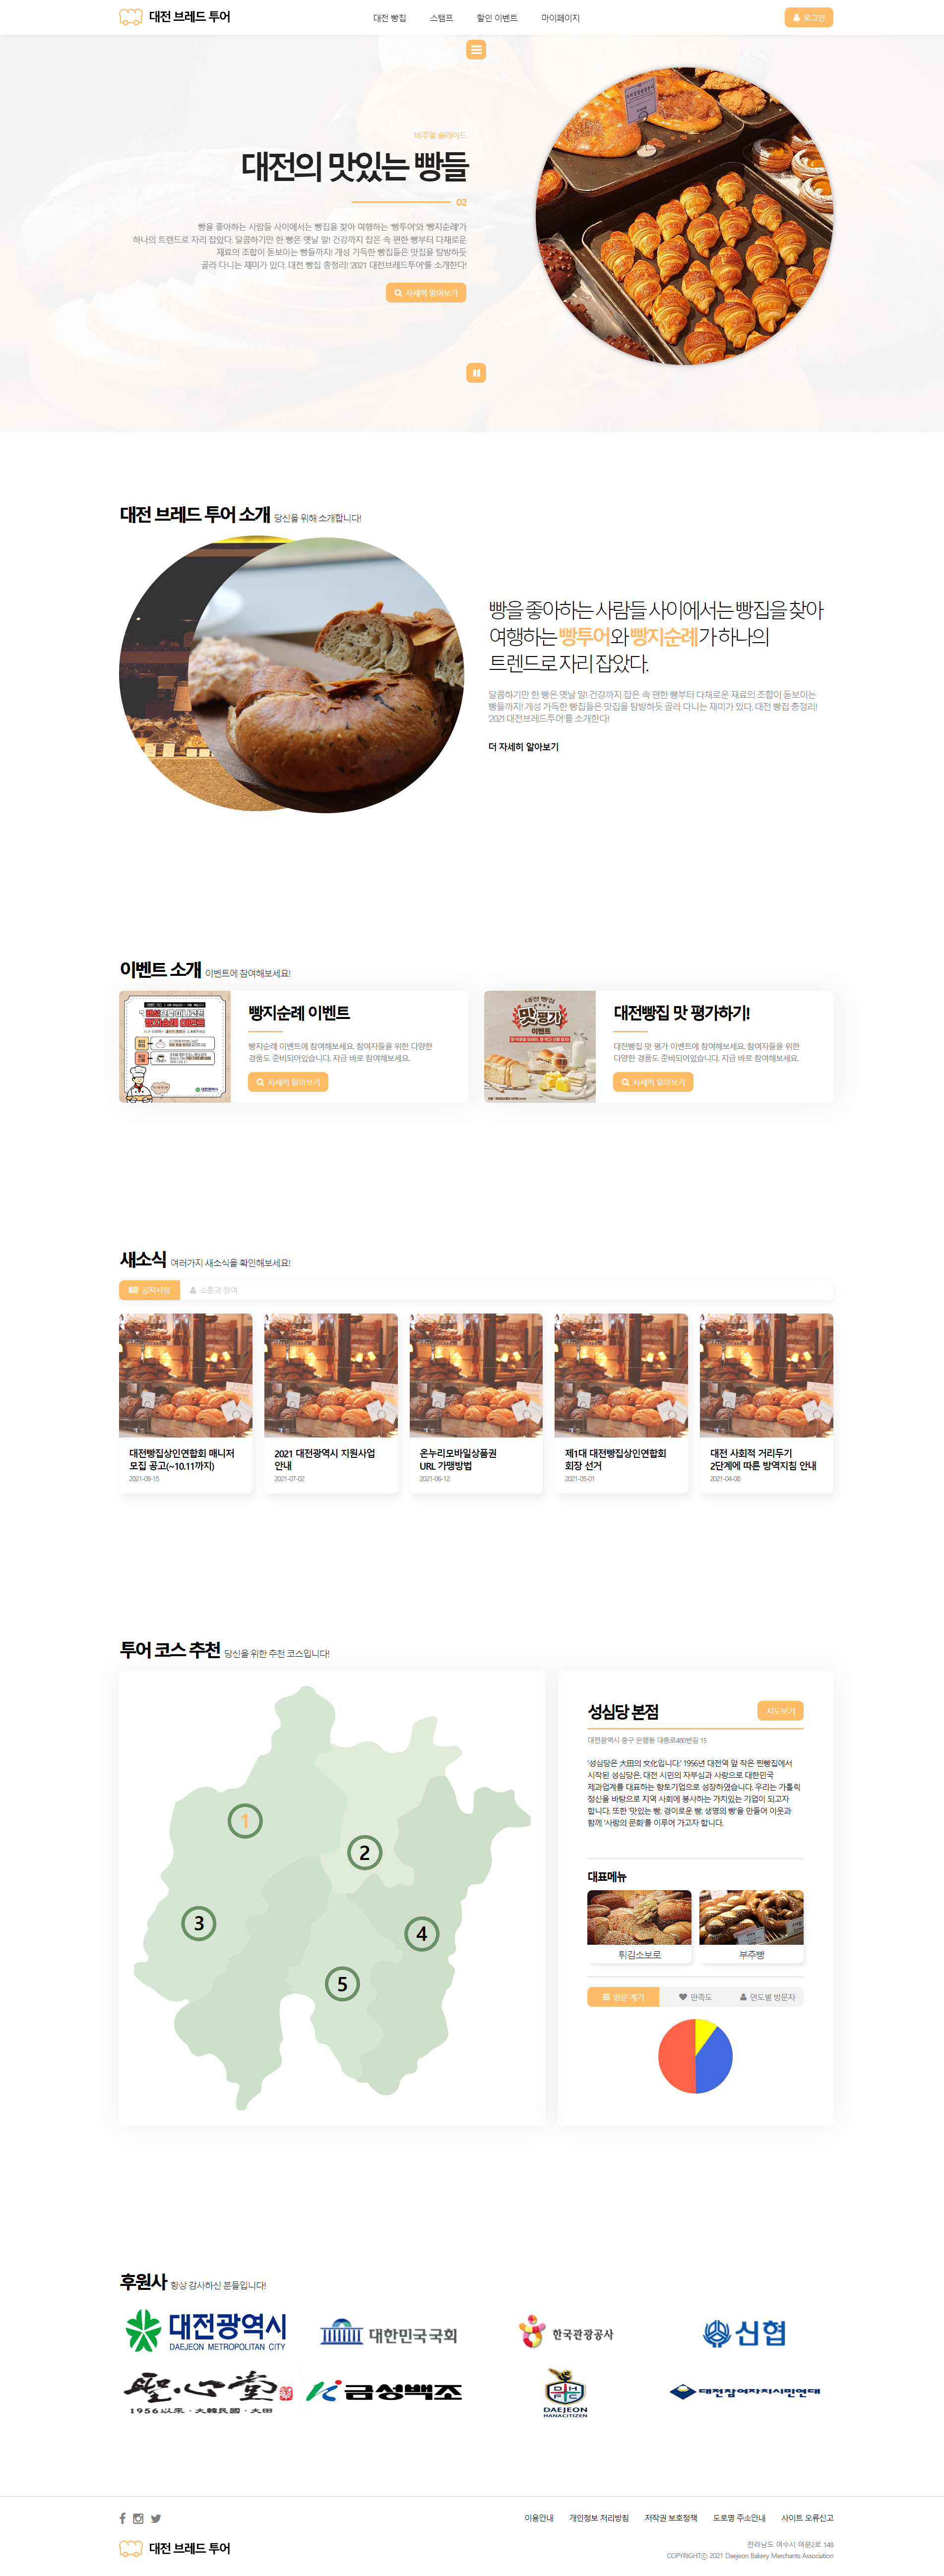 대전 브레드 투어
대전 빵집 스탬프 할인 이벤트 마이페이지
로그인
비주얼 슬라이드
대전의 맛있는 빵들
02
빵을 좋아하는 사람들 사이에서는 빵집을 찾아 여행하는 '빵투어'와 '빵지순례'가
하나의 트렌드로 자리 잡았다. 달콤하기만 한 빵은 옛날 말! 건강까지 잡은 속 편한 빵부터 다채로운
재료의 조합이 돋보이는 빵들까지! 개성 가득한 빵집들은 맛집을 탐방하듯
골라 다니는 재미가 있다. 대전 빵집 총정리! '2021 대전브레드투어'를 소개한다!
자세히 알아보기
대전 브레드 투어 소개 당신을 위해 소개합니다!
빵을 좋아하는 사람들 사이에서는 빵집을 찾아
여행하는 빵투어와 빵지순례가 하나의
트렌드로 자리 잡았다.
달콤하기만 한 빵은 옛날 말! 건강까지 잡은 속 편한 빵부터 다채로운 재료의 조합이 돋보이는
빵들까지! 개성 가득한 빵집들은 맛집을 탐방하듯 골라 다니는 재미가 있다. 대전 빵집 총정리!
'2021 대전브레드투어'를 소개한다!
더 자세히 알아보기
이벤트 소개 이벤트에 참여해보세요!
빵지순례 이벤트
빵지순례 이벤트에 참여해보세요. 참여자들을 위한 다양한
경품도 준비되어있습니다. 지금 바로 참여해보세요.
자세히 알아보기
대전 빵집
맛평가
이벤트
대전빵집 맛 평가하기!
대전빵집 맛 평가 이벤트에 참여해보세요. 참여자들을 위한
다양한 경품도 준비되어있습니다. 지금 바로 참여해보세요.
자세히 알아보기
새소식 여러가지 새소식을 확인해보세요!
공지사항 소통과 참여
대전빵집상인연합회 매니저
모집 공고(~10.11까지)
2021-09-15
2021 대전광역시 지원사업
안내
2021-07-02
온누리모바일상품권
URL 가맹방법
2021-06-12
제1대 대전빵집상인연합회
회장 선거
2021-05-01
대전 사회적 거리두기
2단계에 따른 방역지침 안내
2021-04-08
투어 코스 추천 당신을 위한 추천 코스입니다!
1
2
3
4
5
성심당 본점
지도보기
대전광역시 중구 은행동 대종로480번길 15
'성심당은 大田의 文化입니다.' 1956년 대전역 앞 작은 찐빵집에서
시작된 성심당은, 대전 시민의 자부심과 사랑으로 대한민국
제과업계를 대표하는 향토기업으로 성장하였습니다. 우리는 가톨릭
정신을 바탕으로 지역 사회에 봉사하는 가치있는 기업이 되고자
합니다. 또한 '맛있는 빵, 경이로운 빵, 생명의 빵'을 만들어 이웃과
함께 '사랑의 문화'를 이루어 가고자 합니다.
대표메뉴
튀김소보로
부추빵
방문 계기 만족도 연도별 방문자
후원사 항상 감사하신 분들입니다!
대전광역시
DAEJEON METROPOLITAN CITY
대한민국국회
한국관광공사
신협
聖心堂
1956以來·大韓民國·大田
금성백조
DHFC
DAEJEON
HANACITIZEN
대전참여자치시민연대
이용안내 개인정보 처리방침 저작권 보호정책 도로명 주소안내 사이트 오류신고
대전 브레드 투어
전라남도 여수시 여문2로 148
COPYRIGHTⓒ 2021 Daejeon Bakery Merchants Association